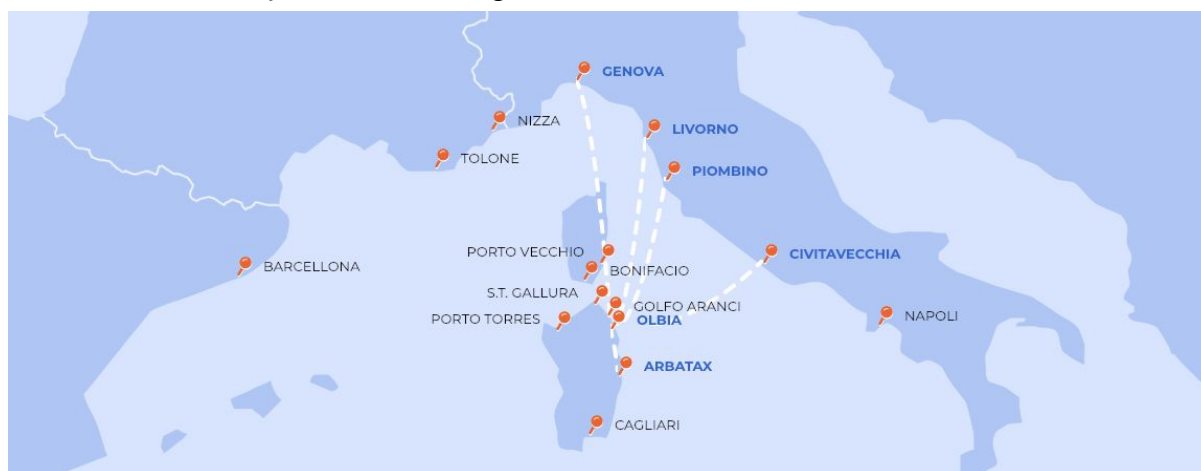 GENOVA
NIZZA
LIVORNO
TOLONE
PIOMBINO
PORTO VECCHIO
CIVITAVECCHIA
BARCELLONA
BONIFACIO
S.T. GALLURA
GOLFO ARANCI
PORTO TORRES
OLBIA
NAPOLI
ARBATAX
CAGLIARI